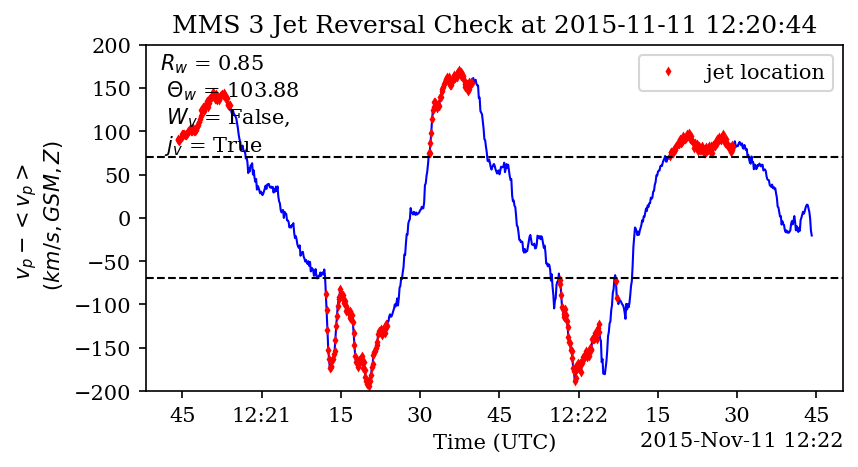 MMS 3 Jet Reversal Check at 2015-11-11 12:20:44
R_w = 0.85
Θ_w = 103.88
W_v = False,
j_v = True
jet location
v_p − < v_p >
(km/s, GSM, Z)
200
150
100
50
0
−50
−100
−150
−200
45 12:21 15 30 45 12:22 15 30 45
Time (UTC)
2015-Nov-11 12:22